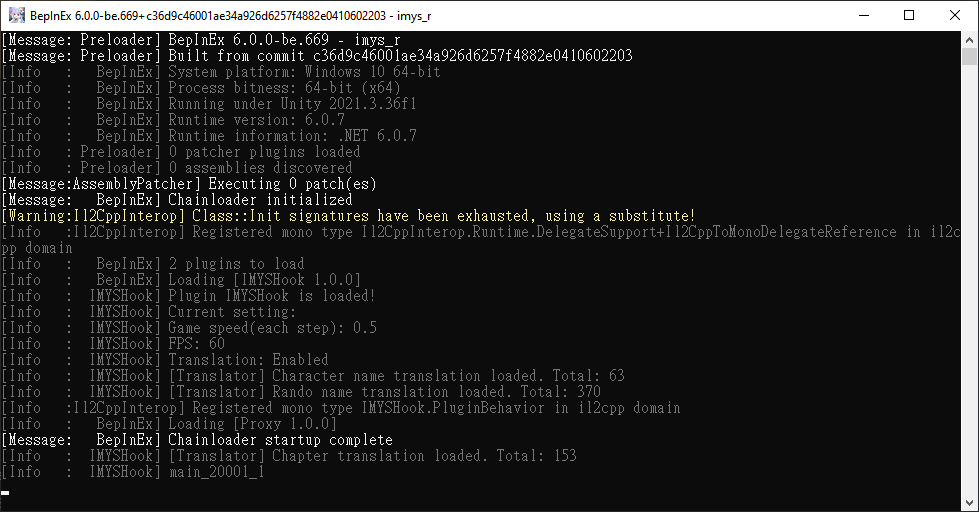 BepInEx 6.0.0-be.669+c36d9c46001ae34a926d6257f4882e0410602203 - imys_r
[Message: Preloader] BepInEx 6.0.0-be.669 - imys_r
[Message: Preloader] Built from commit c36d9c46001ae34a926d6257f4882e0410602203
[Info   :   BepInEx] System platform: Windows 10 64-bit
[Info   :   BepInEx] Process bitness: 64-bit (x64)
[Info   :   BepInEx] Running under Unity 2021.3.36f1
[Info   :   BepInEx] Runtime version: 6.0.7
[Info   :   BepInEx] Runtime information: .NET 6.0.7
[Info   : Preloader] 0 patcher plugins loaded
[Info   : Preloader] 0 assemblies discovered
[Message:AssemblyPatcher] Executing 0 patch(es)
[Message:   BepInEx] Chainloader initialized
[Warning:Il2CppInterop] Class::Init signatures have been exhausted, using a substitute!
[Info   :Il2CppInterop] Registered mono type Il2CppInterop.Runtime.DelegateSupport+Il2CppToMonoDelegateReference in il2c
pp domain
[Info   :   BepInEx] 2 plugins to load
[Info   :   BepInEx] Loading [IMYSHook 1.0.0]
[Info   :  IMYSHook] Plugin IMYSHook is loaded!
[Info   :  IMYSHook] Current setting:
[Info   :  IMYSHook] Game speed(each step): 0.5
[Info   :  IMYSHook] FPS: 60
[Info   :  IMYSHook] Translation: Enabled
[Info   :  IMYSHook] [Translator] Character name translation loaded. Total: 63
[Info   :  IMYSHook] [Translator] Rando name translation loaded. Total: 370
[Info   :Il2CppInterop] Registered mono type IMYSHook.PluginBehavior in il2cpp domain
[Info   :   BepInEx] Loading [Proxy 1.0.0]
[Message:   BepInEx] Chainloader startup complete
[Info   :  IMYSHook] [Translator] Chapter translation loaded. Total: 153
[Info   :  IMYSHook] main_20001_1